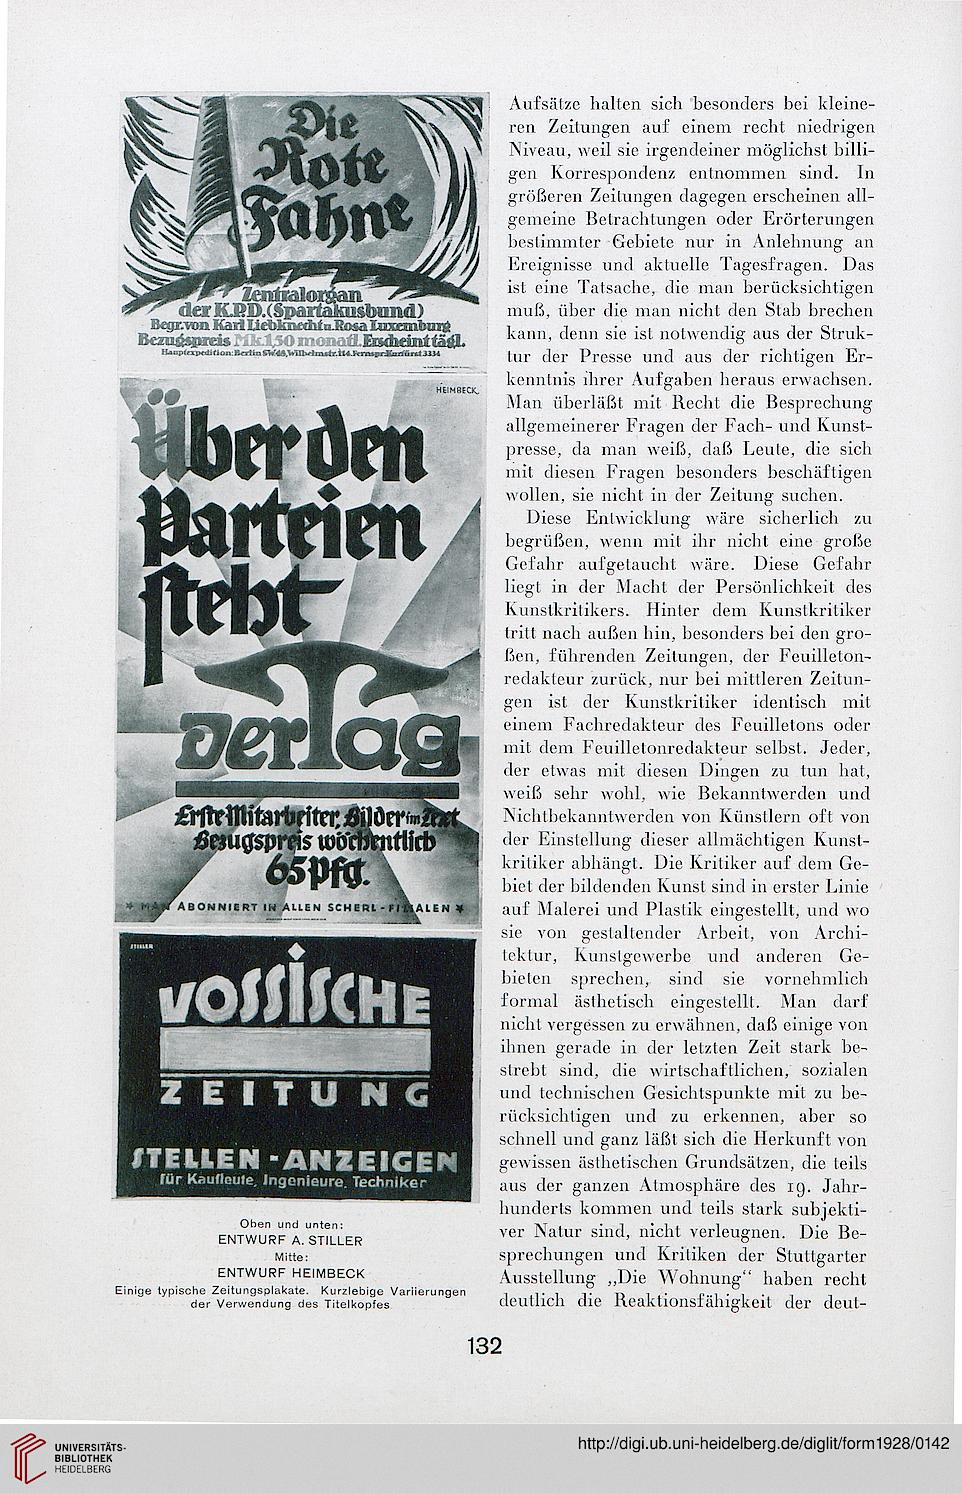 Die
Rote
Fahne
Zentralorgan
der K.P.D. (Spartakusbund)
Begr. von Karl Liebknecht u. Rosa Luxemburg
Bezugspreis Mk. 1,50 monatl. Erscheint tägl.
Hauptexpedition: Berlin SW48, Wilhelmstr. 114. Fernspr. Kurfürst 3334
HEIMBECK
Über den
Parteien
steht
der Tag
Erste Mitarbeiter, Bilder im Text
Bezugspreis wöchentlich
65 Pfg.
* MAN ABONNIERT IN ALLEN SCHERL-FILIALEN *
STILLER
VOSSISCHE
ZEITUNG
STELLEN-ANZEIGEN
für Kaufleute, Ingenieure, Techniker
Oben und unten:
ENTWURF A. STILLER
Mitte:
ENTWURF HEIMBECK
Einige typische Zeitungsplakate. Kurzlebige Variierungen
der Verwendung des Titelkopfes
Aufsätze halten sich besonders bei kleine-
ren Zeitungen auf einem recht niedrigen
Niveau, weil sie irgendeiner möglichst billi-
gen Korrespondenz entnommen sind. In
größeren Zeitungen dagegen erscheinen all-
gemeine Betrachtungen oder Erörterungen
bestimmter Gebiete nur in Anlehnung an
Ereignisse und aktuelle Tagesfragen. Das
ist eine Tatsache, die man berücksichtigen
muß, über die man nicht den Stab brechen
kann, denn sie ist notwendig aus der Struk-
tur der Presse und aus der richtigen Er-
kenntnis ihrer Aufgaben heraus erwachsen.
Man überläßt mit Recht die Besprechung
allgemeinerer Fragen der Fach- und Kunst-
presse, da man weiß, daß Leute, die sich
mit diesen Fragen besonders beschäftigen
wollen, sie nicht in der Zeitung suchen.
Diese Entwicklung wäre sicherlich zu
begrüßen, wenn mit ihr nicht eine große
Gefahr aufgetaucht wäre. Diese Gefahr
liegt in der Macht der Persönlichkeit des
Kunstkritikers. Hinter dem Kunstkritiker
tritt nach außen hin, besonders bei den gro-
ßen, führenden Zeitungen, der Feuilleton-
redakteur zurück, nur bei mittleren Zeitun-
gen ist der Kunstkritiker identisch mit
einem Fachredakteur des Feuilletons oder
mit dem Feuilletonredakteur selbst. Jeder,
der etwas mit diesen Dingen zu tun hat,
weiß sehr wohl, wie Bekanntwerden und
Nichtbekanntwerden von Künstlern oft von
der Einstellung dieser allmächtigen Kunst-
kritiker abhängt. Die Kritiker auf dem Ge-
biet der bildenden Kunst sind in erster Linie
auf Malerei und Plastik eingestellt, und wo
sie von gestaltender Arbeit, von Archi-
tektur, Kunstgewerbe und anderen Ge-
bieten sprechen, sind sie vornehmlich
formal ästhetisch eingestellt. Man darf
nicht vergessen zu erwähnen, daß einige von
ihnen gerade in der letzten Zeit stark be-
strebt sind, die wirtschaftlichen, sozialen
und technischen Gesichtspunkte mit zu be-
rücksichtigen und zu erkennen, aber so
schnell und ganz läßt sich die Herkunft von
gewissen ästhetischen Grundsätzen, die teils
aus der ganzen Atmosphäre des 19. Jahr-
hunderts kommen und teils stark subjekti-
ver Natur sind, nicht verleugnen. Die Be-
sprechungen und Kritiken der Stuttgarter
Ausstellung „Die Wohnung“ haben recht
deutlich die Reaktionsfähigkeit der deut-
132
UNIVERSITÄTS-
BIBLIOTHEK
HEIDELBERG
http://digi.ub.uni-heidelberg.de/diglit/form1928/0142